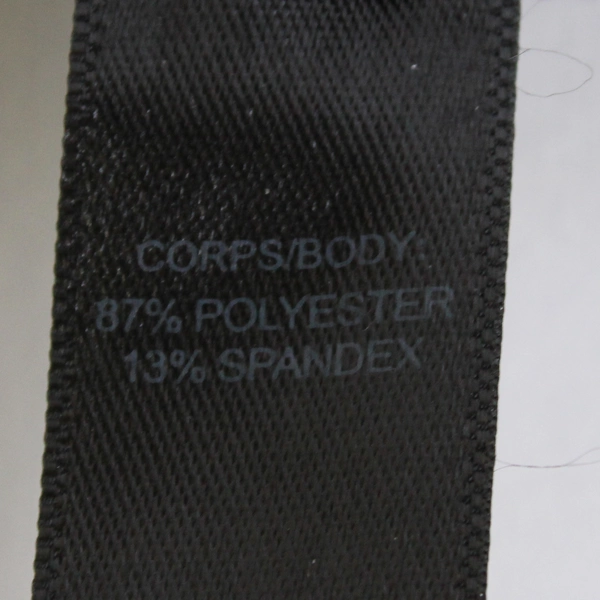 CORPS/BODY:
87% POLYESTER
13% SPANDEX